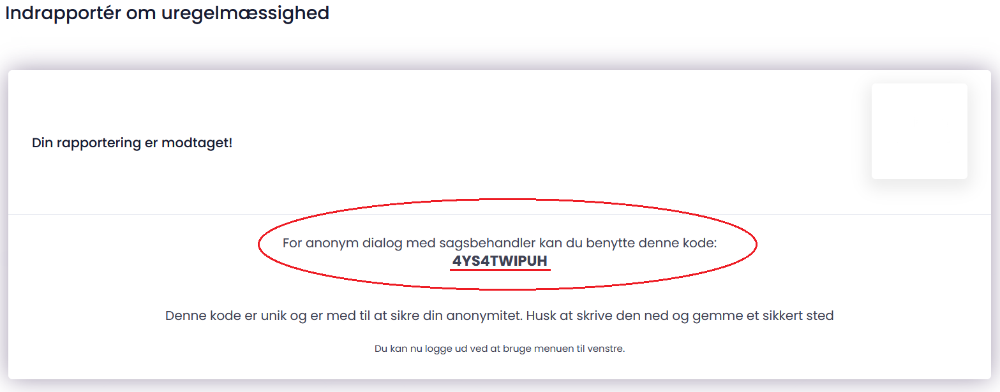 Indrapportér om uregelmæssighed
Din rapportering er modtaget!
For anonym dialog med sagsbehandler kan du benytte denne kode:
4YS4TWIPUH
Denne kode er unik og er med til at sikre din anonymitet. Husk at skrive den ned og gemme et sikkert sted
Du kan nu logge ud ved at bruge menuen til venstre.